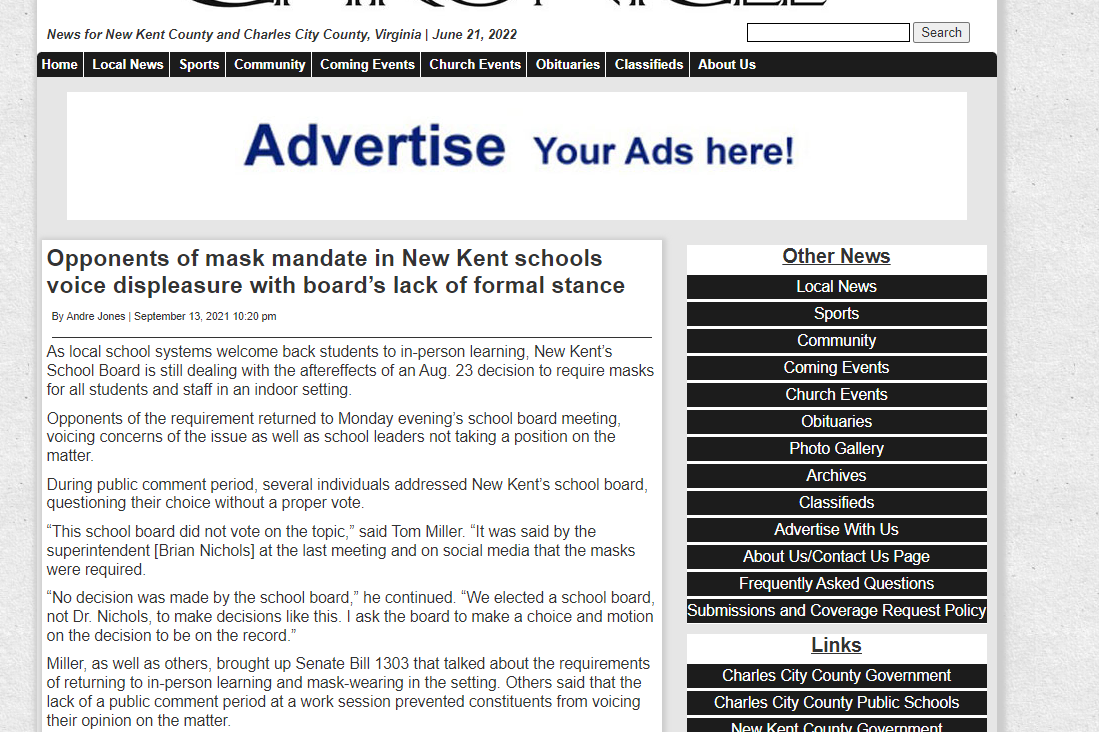 News for New Kent County and Charles City County, Virginia | June 21, 2022
Search
Home Local News Sports Community Coming Events Church Events Obituaries Classifieds About Us
Advertise Your Ads here!
Opponents of mask mandate in New Kent schools
voice displeasure with board’s lack of formal stance
By Andre Jones | September 13, 2021 10:20 pm
As local school systems welcome back students to in-person learning, New Kent’s
School Board is still dealing with the aftereffects of an Aug. 23 decision to require masks
for all students and staff in an indoor setting.
Opponents of the requirement returned to Monday evening’s school board meeting,
voicing concerns of the issue as well as school leaders not taking a position on the
matter.
During public comment period, several individuals addressed New Kent’s school board,
questioning their choice without a proper vote.
“This school board did not vote on the topic,” said Tom Miller. “It was said by the
superintendent [Brian Nichols] at the last meeting and on social media that the masks
were required.
“No decision was made by the school board,” he continued. “We elected a school board,
not Dr. Nichols, to make decisions like this. I ask the board to make a choice and motion
on the decision to be on the record.”
Miller, as well as others, brought up Senate Bill 1303 that talked about the requirements
of returning to in-person learning and mask-wearing in the setting. Others said that the
lack of a public comment period at a work session prevented constituents from voicing
their opinion on the matter.
Other News
Local News
Sports
Community
Coming Events
Church Events
Obituaries
Photo Gallery
Archives
Classifieds
Advertise With Us
About Us/Contact Us Page
Frequently Asked Questions
Submissions and Coverage Request Policy
Links
Charles City County Government
Charles City County Public Schools
New Kent County Government